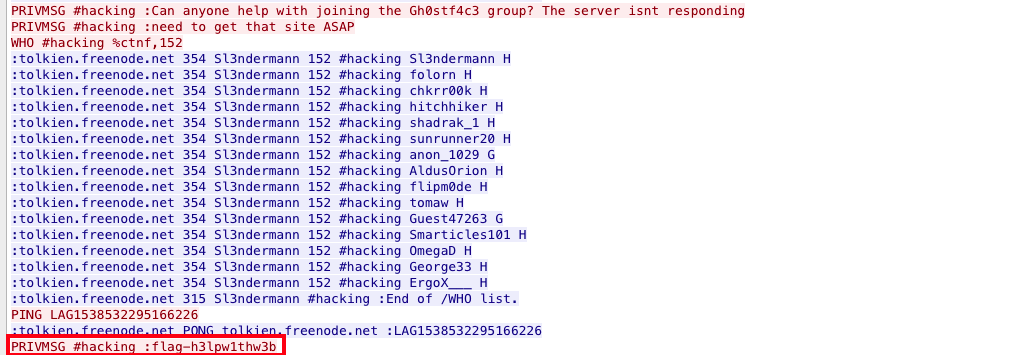 PRIVMSG #hacking :Can anyone help with joining the Gh0stf4c3 group? The server isnt responding
PRIVMSG #hacking :need to get that site ASAP
WHO #hacking %ctnf,152
:tolkien.freenode.net 354 Sl3ndermann 152 #hacking Sl3ndermann H
:tolkien.freenode.net 354 Sl3ndermann 152 #hacking folorn H
:tolkien.freenode.net 354 Sl3ndermann 152 #hacking chkrr00k H
:tolkien.freenode.net 354 Sl3ndermann 152 #hacking hitchhiker H
:tolkien.freenode.net 354 Sl3ndermann 152 #hacking shadrak_1 H
:tolkien.freenode.net 354 Sl3ndermann 152 #hacking sunrunner20 H
:tolkien.freenode.net 354 Sl3ndermann 152 #hacking anon_1029 G
:tolkien.freenode.net 354 Sl3ndermann 152 #hacking AldusOrion H
:tolkien.freenode.net 354 Sl3ndermann 152 #hacking flipm0de H
:tolkien.freenode.net 354 Sl3ndermann 152 #hacking tomaw H
:tolkien.freenode.net 354 Sl3ndermann 152 #hacking Guest47263 G
:tolkien.freenode.net 354 Sl3ndermann 152 #hacking Smarticles101 H
:tolkien.freenode.net 354 Sl3ndermann 152 #hacking OmegaD H
:tolkien.freenode.net 354 Sl3ndermann 152 #hacking George33 H
:tolkien.freenode.net 354 Sl3ndermann 152 #hacking ErgoX___ H
:tolkien.freenode.net 315 Sl3ndermann #hacking :End of /WHO list.
PING LAG1538532295166226
:tolkien.freenode.net PONG tolkien.freenode.net :LAG1538532295166226
PRIVMSG #hacking :flag-h3lpw1thw3b